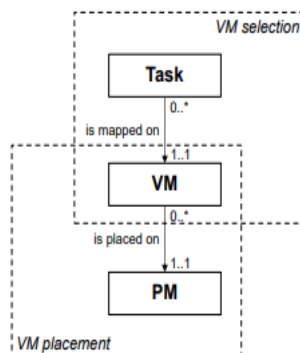 VM selection
Task
0..*
is mapped on
1..1
VM
0..*
is placed on
1..1
PM
VM placement